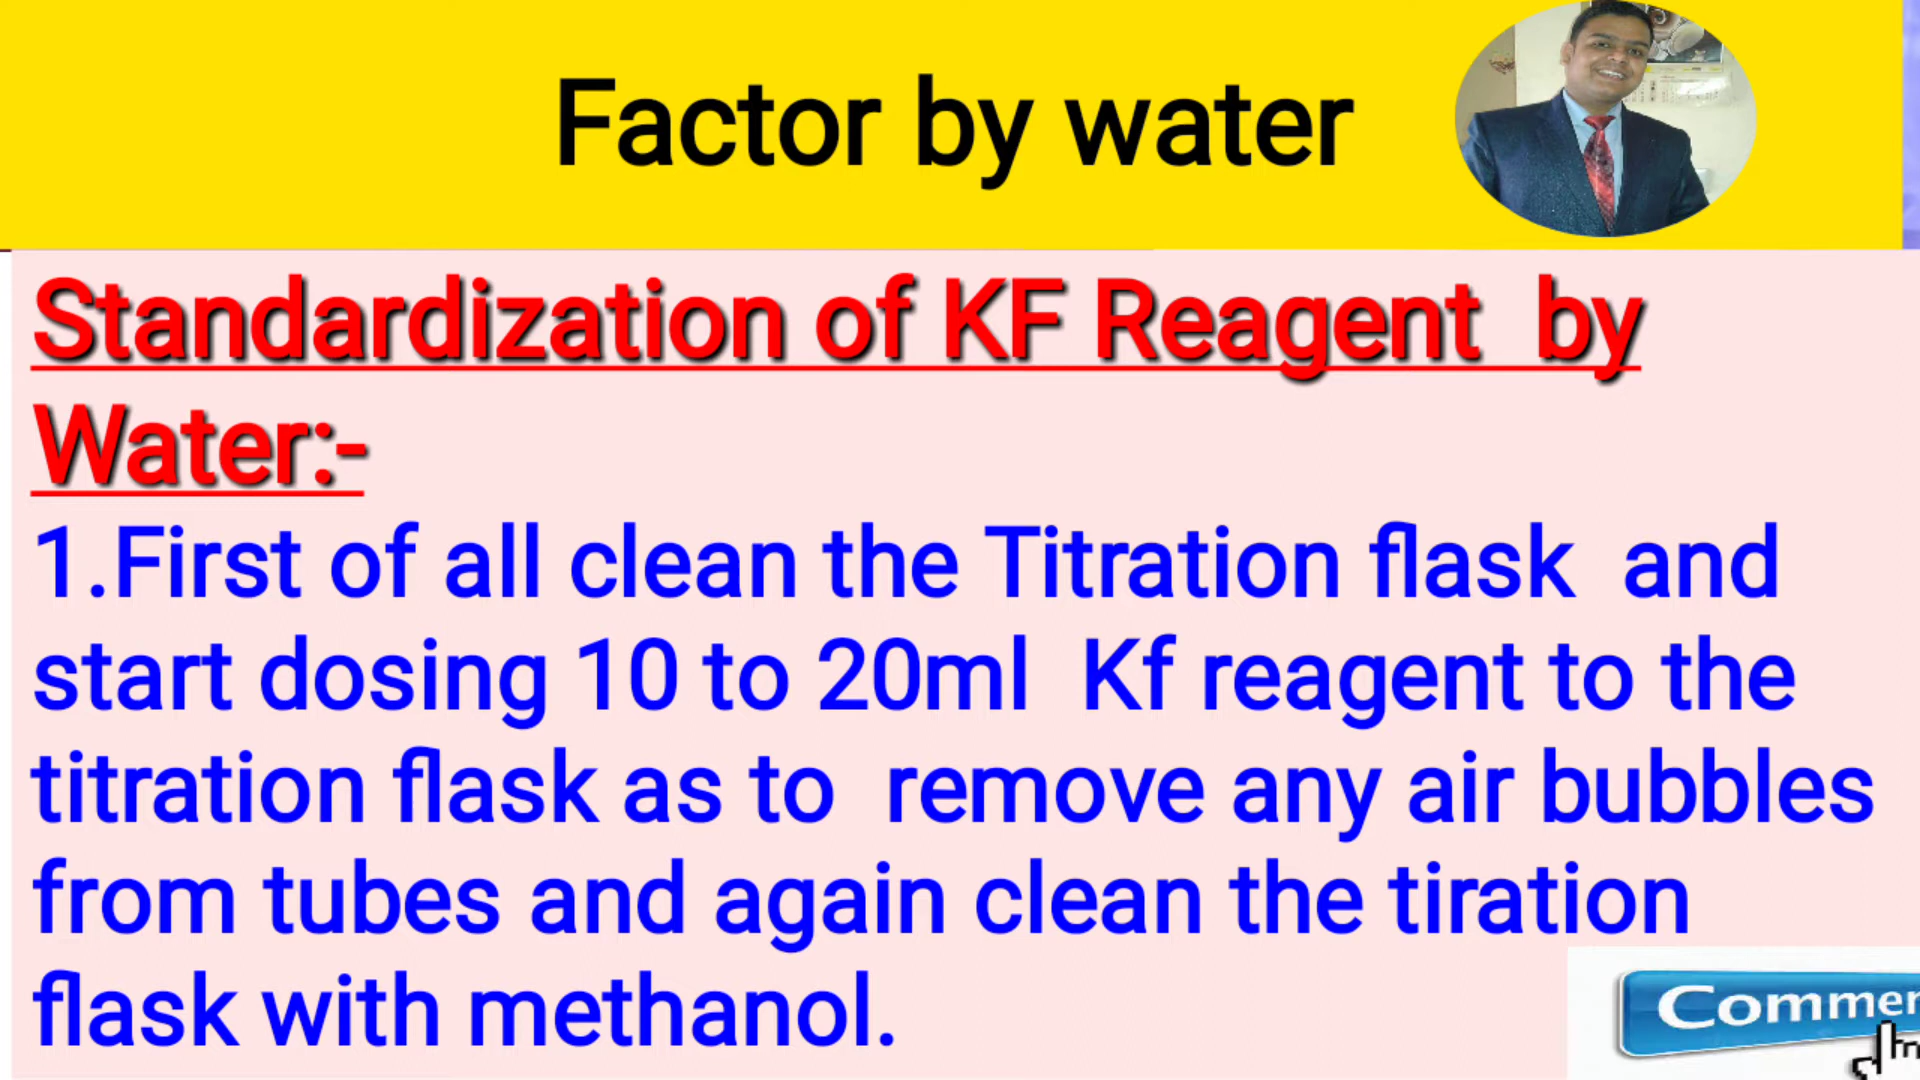 Factor by water
Standardization of KF Reagent by
Water:-
1.First of all clean the Titration flask and
start dosing 10 to 20ml Kf reagent to the
titration flask as to remove any air bubbles
from tubes and again clean the tiration
flask with methanol.
Commen